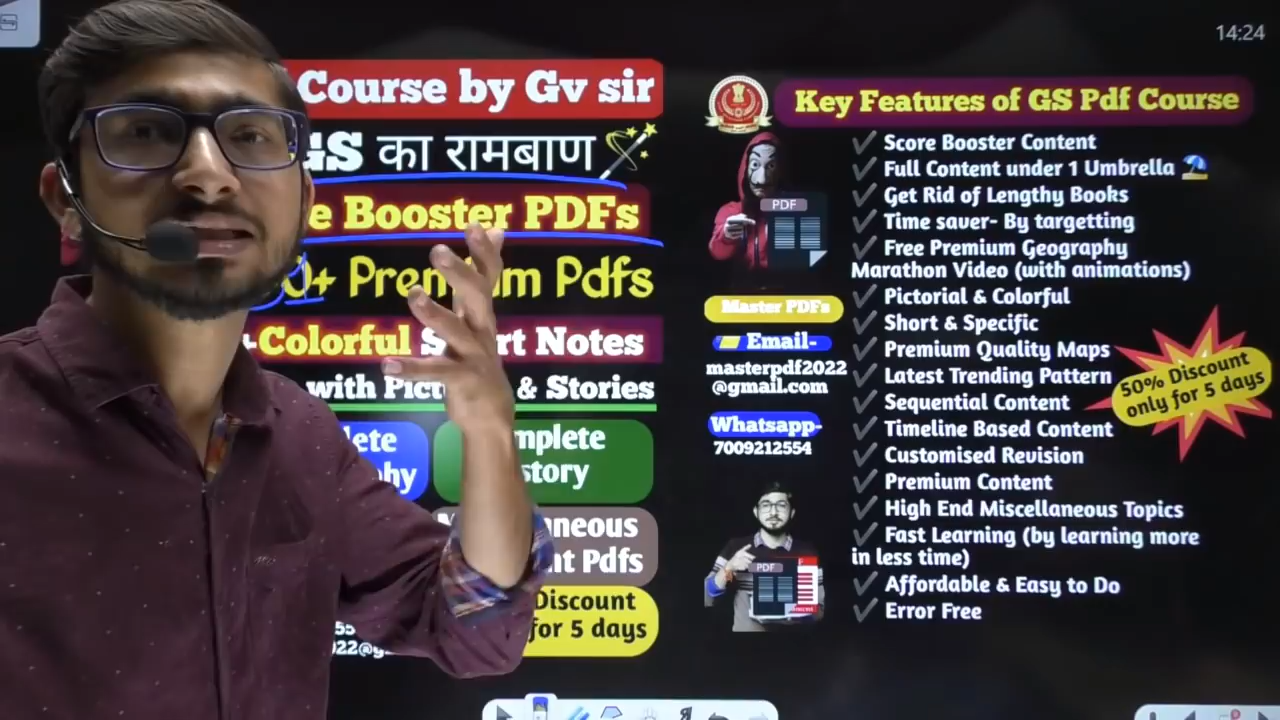 14:24
Course by Gv sir
GS का रामबाण
Booster PDFs
0+ Premium Pdfs
+Colorful Short Notes
with Pict & Stories
lete
phy
mplete
story
neous
nt Pdfs
Discount
for 5 days
Key Features of GS Pdf Course
✓ Score Booster Content
✓ Full Content under 1 Umbrella
✓ Get Rid of Lengthy Books
✓ Time saver- By targetting
✓ Free Premium Geography
Marathon Video (with animations)
✓ Pictorial & Colorful
✓ Short & Specific
✓ Premium Quality Maps
✓ Latest Trending Pattern
✓ Sequential Content
✓ Timeline Based Content
✓ Customised Revision
✓ Premium Content
✓ High End Miscellaneous Topics
✓ Fast Learning (by learning more
in less time)
✓ Affordable & Easy to Do
✓ Error Free
50% Discount
only for 5 days
PDF
Master PDFs
Email-
masterpdf2022
@gmail.com
Whatsapp-
7009212554
PDF